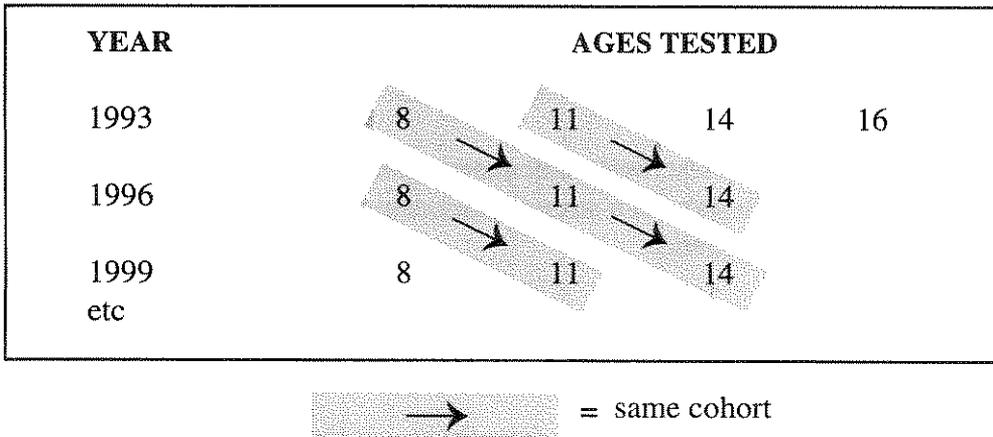 YEAR AGES TESTED
1993 8 11 14 16
1996 8 11 14
1999 8 11 14
etc
= same cohort